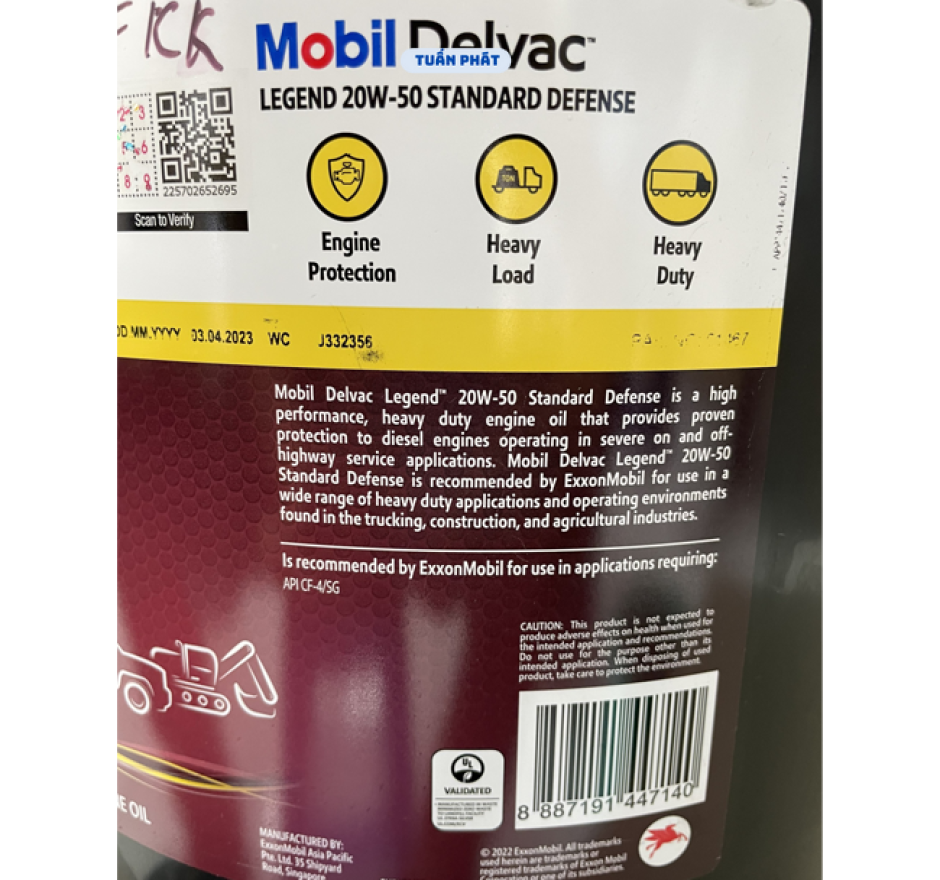 Mobil Delvac™
TUẤN PHÁT
LEGEND 20W-50 STANDARD DEFENSE
225702652695
Scan to Verify
Engine
Protection
Heavy
Load
Heavy
Duty
TON
MM.YYYY 03.04.2023 WC J332356
Mobil Delvac Legend™ 20W-50 Standard Defense is a high
performance, heavy duty engine oil that provides proven
protection to diesel engines operating in severe on and off-
highway service applications. Mobil Delvac Legend™ 20W-50
Standard Defense is recommended by ExxonMobil for use in a
wide range of heavy duty applications and operating environments
found in the trucking, construction, and agricultural industries.
Is recommended by ExxonMobil for use in applications requiring:
API CF-4/SG
CAUTION: This product is not expected to
produce adverse effects on health when used for
the intended application and recommendations.
Do not use for the purpose other than its
intended application. When disposing of used
product, take care to protect the environment.
8 887191 447140
UL
VALIDATED
OIL
MANUFACTURED BY:
ExxonMobil Asia Pacific
Pte. Ltd. 35 Shipyard
Road, Singapore
© 2022 ExxonMobil. All trademarks
used herein are trademarks or
registered trademarks of Exxon Mobil
Corporation or one of its subsidiaries.